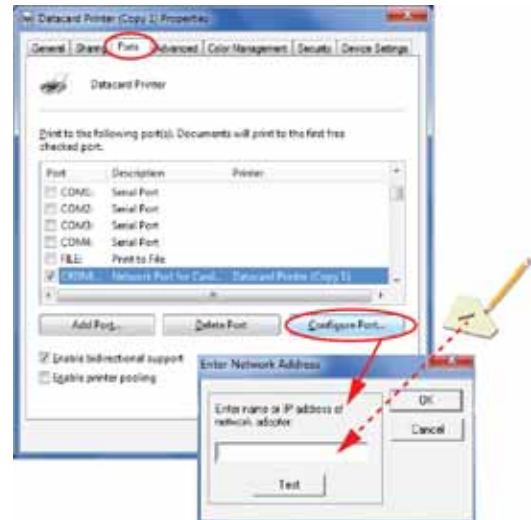 Datacard Printer (Copy 1) Properties
General Sharing Ports Advanced Color Management Security Device Settings
Datacard Printer
Print to the following port(s). Documents will print to the first free
checked port.
Port Description Printer
COM1: Serial Port
COM2: Serial Port
COM3: Serial Port
COM4: Serial Port
FILE: Print to File
Network Port for Card... Datacard Printer (Copy 1)
Add Port... Delete Port Configure Port...
Enable bidirectional support
Enable printer pooling
Enter Network Address
Enter name or IP address of
network adapter:
OK
Cancel
Test